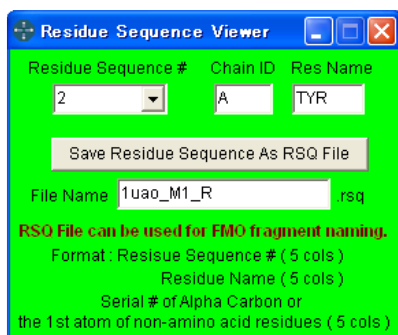 Residue Sequence Viewer
Residue Sequence # Chain ID Res Name
2 A TYR
Save Residue Sequence As RSQ File
File Name 1uao_M1_R .rsq
RSQ File can be used for FMO fragment naming.
Format : Resisue Sequence # ( 5 cols )
Residue Name ( 5 cols )
Serial # of Alpha Carbon or
the 1st atom of non-amino acid residues ( 5 cols )